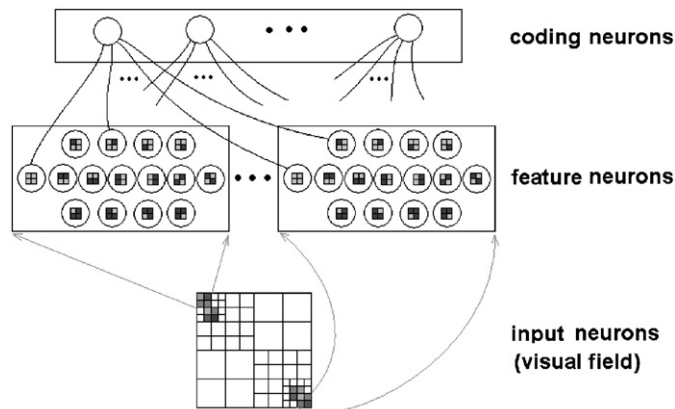 coding neurons
feature neurons
input neurons
(visual field)